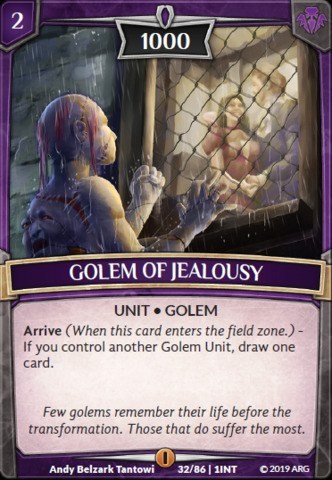 2
1000
GOLEM OF JEALOUSY
UNIT • GOLEM
Arrive (When this card enters the field zone.) -
If you control another Golem Unit, draw one
card.
Few golems remember their life before the
transformation. Those that do suffer the most.
I
Andy Belzark Tantowi 32/86 | 1INT © 2019 ARG